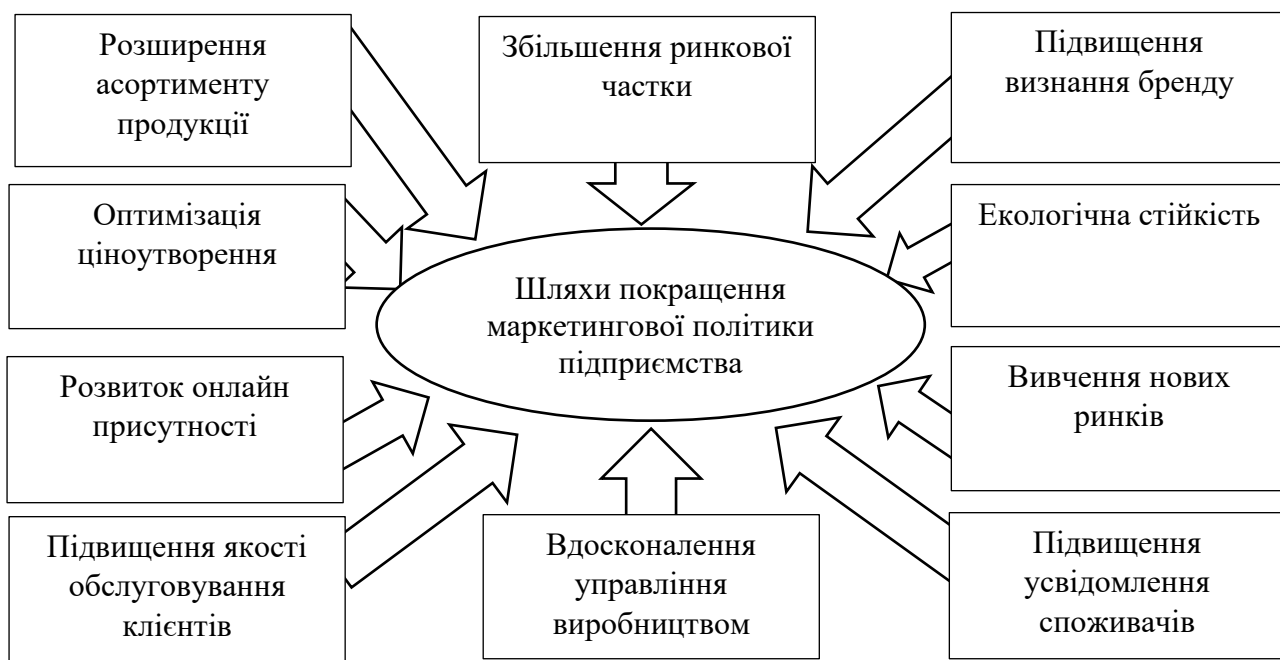 Розширення
асортименту
продукції
Збільшення ринкової
частки
Підвищення
визнання бренду
Оптимізація
ціноутворення
Екологічна стійкість
Шляхи покращення
маркетингової політики
підприємства
Розвиток онлайн
присутності
Вивчення нових
ринків
Підвищення якості
обслуговування
клієнтів
Вдосконалення
управління
виробництвом
Підвищення
усвідомлення
споживачів